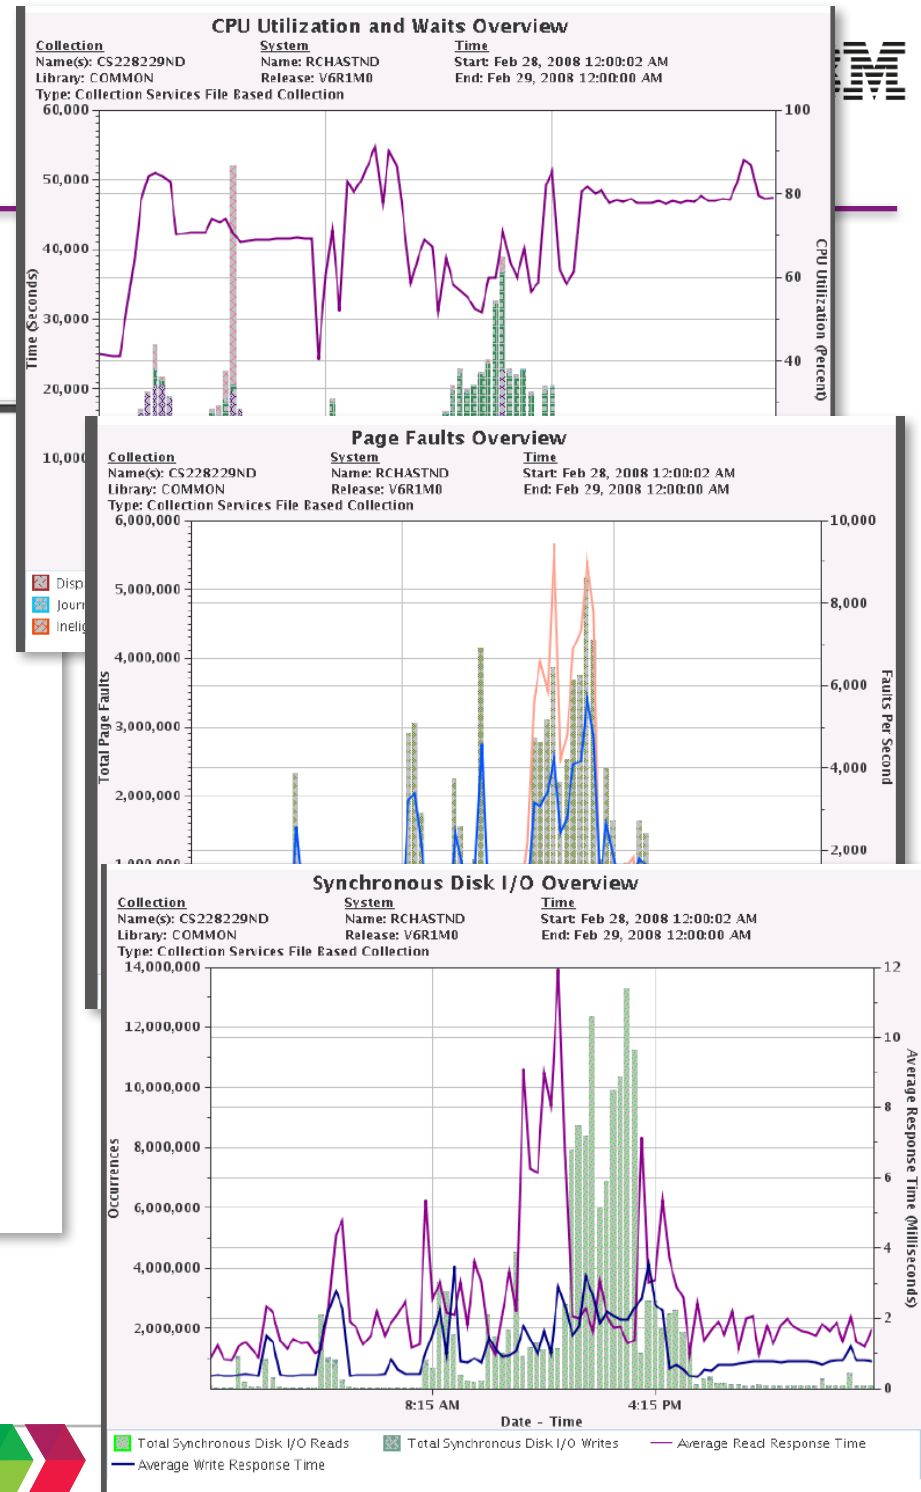 CPU Utilization and Waits Overview
Collection System Time
Name(s): CS228229ND Name: RCHASTND Start: Feb 28, 2008 12:00:02 AM
Library: COMMON Release: V6R1M0 End: Feb 29, 2008 12:00:00 AM
Type: Collection Services File Based Collection
IBM
60,000 100
50,000 80
40,000 60
30,000 40
20,000
10,000
Time (Seconds)
CPU Utilization (Percent)
Disp
Journ
Inelig
Page Faults Overview
Collection System Time
Name(s): CS228229ND Name: RCHASTND Start: Feb 28, 2008 12:00:02 AM
Library: COMMON Release: V6R1M0 End: Feb 29, 2008 12:00:00 AM
Type: Collection Services File Based Collection
6,000,000 10,000
5,000,000 8,000
4,000,000 6,000
3,000,000 4,000
2,000,000 2,000
1,000,000
Total Page Faults
Faults Per Second
Synchronous Disk I/O Overview
Collection System Time
Name(s): CS228229ND Name: RCHASTND Start: Feb 28, 2008 12:00:02 AM
Library: COMMON Release: V6R1M0 End: Feb 29, 2008 12:00:00 AM
Type: Collection Services File Based Collection
14,000,000 12
12,000,000 10
10,000,000 8
8,000,000 6
6,000,000 4
4,000,000 2
2,000,000 0
Occurrences
Average Response Time (Milliseconds)
8:15 AM 4:15 PM
Date - Time
Total Synchronous Disk I/O Reads Total Synchronous Disk I/O Writes Average Read Response Time
Average Write Response Time